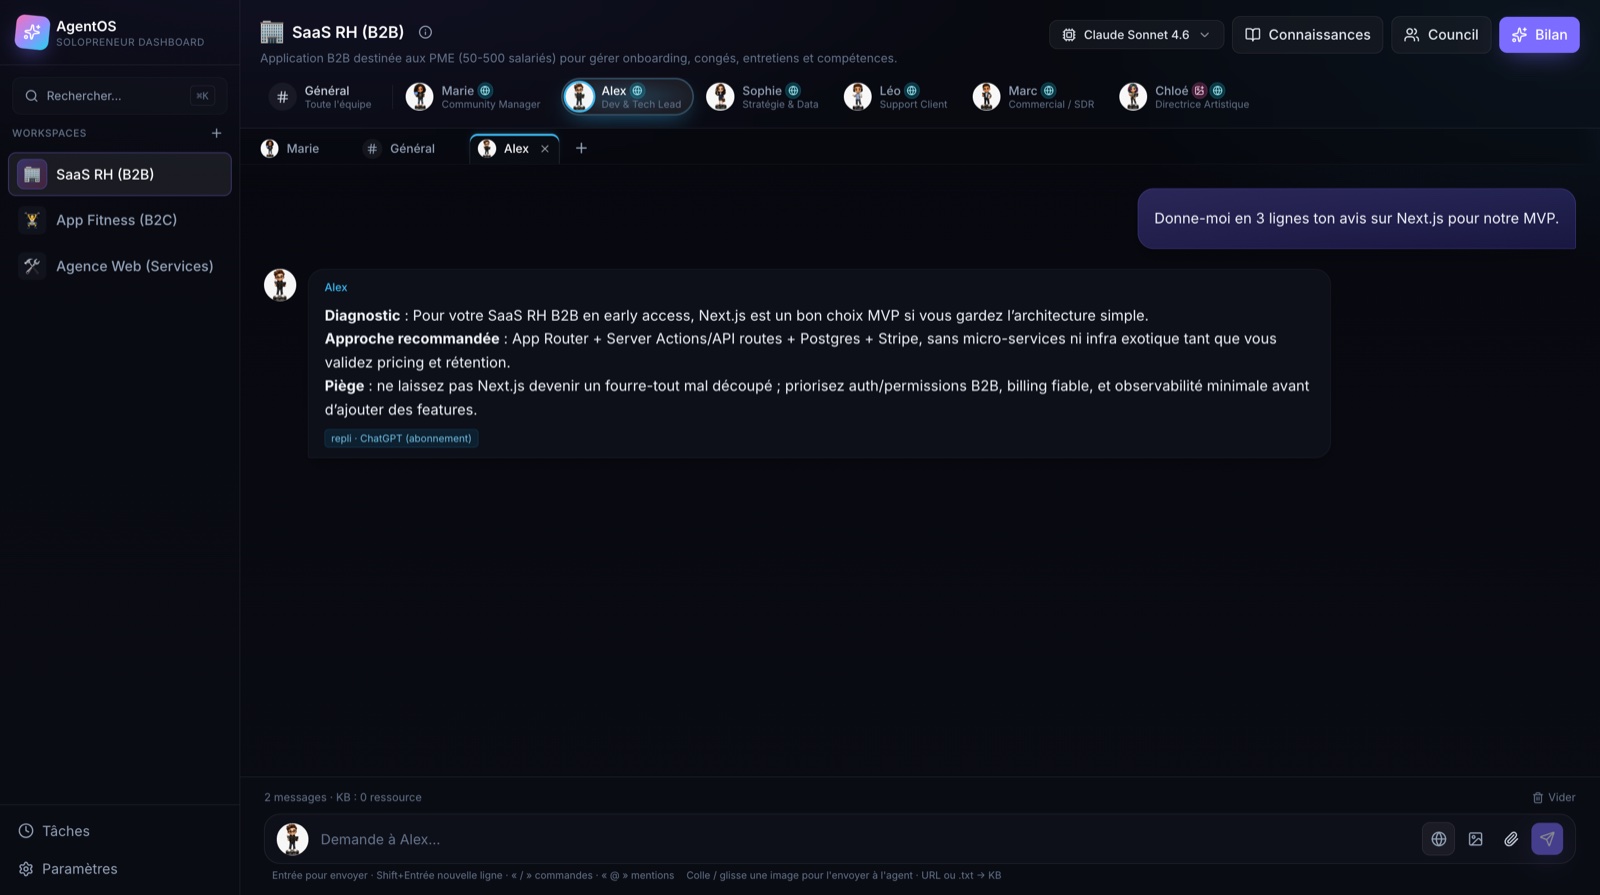 AgentOS
SOLOPRENEUR DASHBOARD
Rechercher...
⌘K
WORKSPACES
SaaS RH (B2B)
App Fitness (B2C)
Agence Web (Services)
Tâches
Paramètres
SaaS RH (B2B)
Application B2B destinée aux PME (50-500 salariés) pour gérer onboarding, congés, entretiens et compétences.
Claude Sonnet 4.6
Connaissances
Council
Bilan
# Général
Toute l'équipe
Marie
Community Manager
Alex
Dev & Tech Lead
Sophie
Stratégie & Data
Léo
Support Client
Marc
Commercial / SDR
Chloé
Directrice Artistique
Marie
# Général
Alex
Donne-moi en 3 lignes ton avis sur Next.js pour notre MVP.
Alex
Diagnostic : Pour votre SaaS RH B2B en early access, Next.js est un bon choix MVP si vous gardez l’architecture simple.
Approche recommandée : App Router + Server Actions/API routes + Postgres + Stripe, sans micro-services ni infra exotique tant que vous
validez pricing et rétention.
Piège : ne laissez pas Next.js devenir un fourre-tout mal découpé ; priorisez auth/permissions B2B, billing fiable, et observabilité minimale avant
d’ajouter des features.
repli · ChatGPT (abonnement)
2 messages · KB : 0 ressource
Vider
Demande à Alex...
Entrée pour envoyer · Shift+Entrée nouvelle ligne · « / » commandes · « @ » mentions Colle / glisse une image pour l'envoyer à l'agent · URL ou .txt → KB